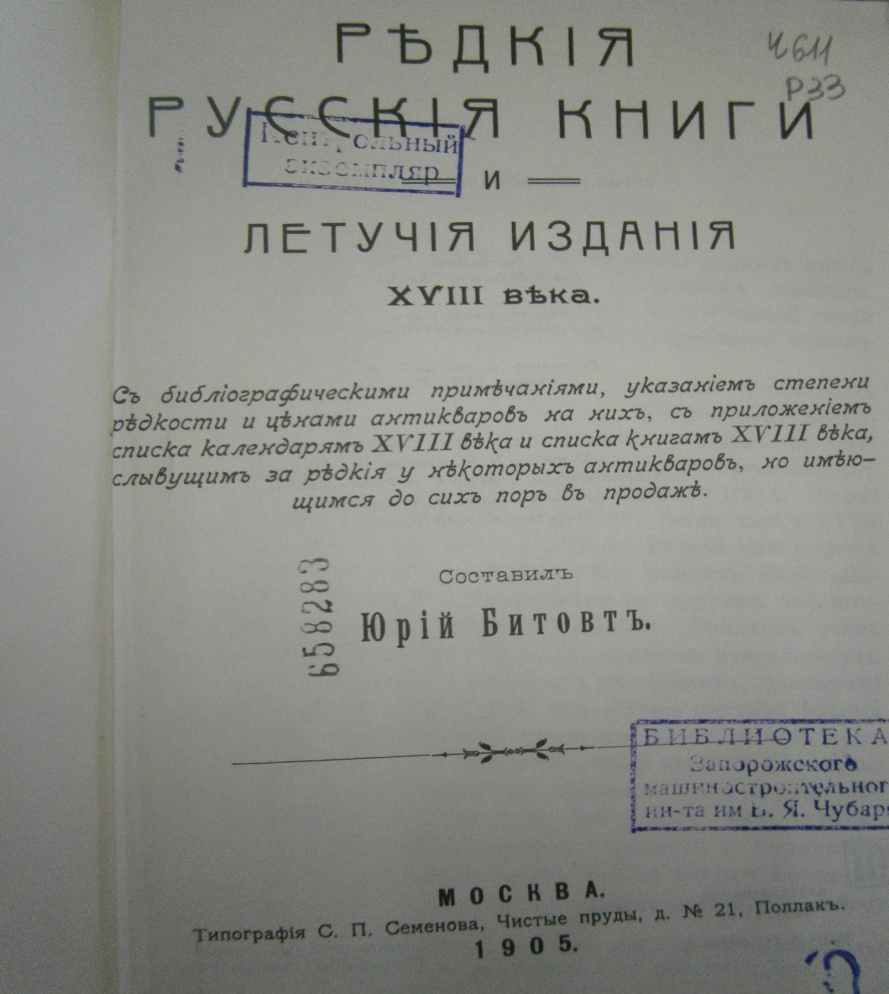 РѢДКІЯ
Ч611
Р33
РУССКІЯ КНИГИ
Контрольный
экземпляр
И
ЛЕТУЧІЯ ИЗДАНІЯ
XVIII вѣка.
Съ библіографическими примѣчаніями, указаніемъ степени
рѣдкости и цѣнами антикваровъ на нихъ, съ приложеніемъ
списка календарямъ XVIII вѣка и списка книгамъ XVIII вѣка,
слывущимъ за рѣдкія у нѣкоторыхъ антикваровъ, но имѣю-
щимся до сихъ поръ въ продажѣ.
658283
Составилъ
Юрій Битовтъ.
БИБЛИОТЕКА
Запорожского
машиностроительног
ин-та им В. Я. Чубаря
МОСКВА.
Типографія С. П. Семенова, Чистые пруды, д. № 21, Поллакъ.
1905.